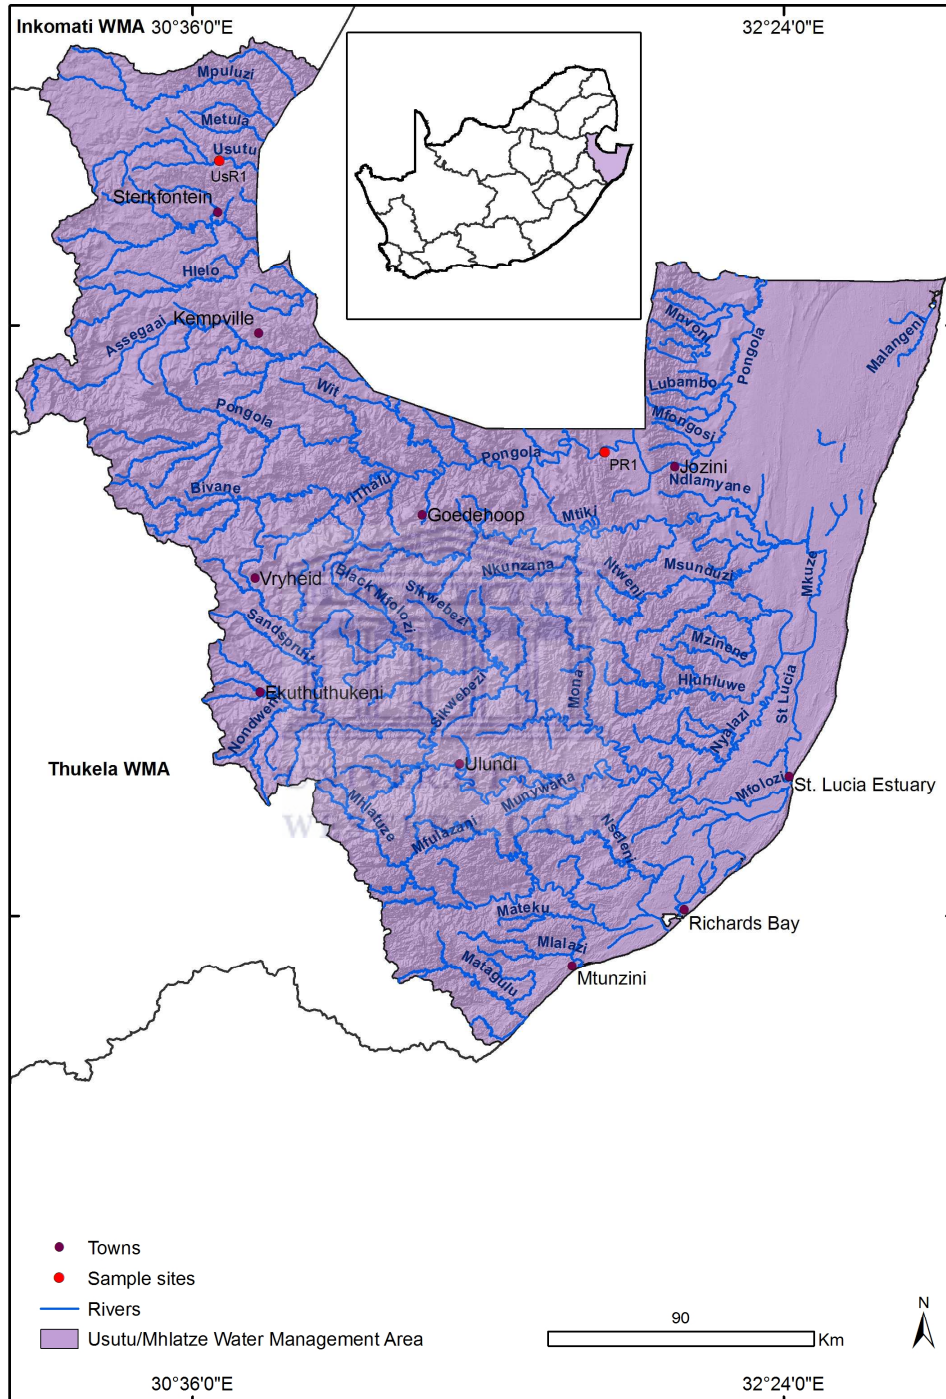 Inkomati WMA
30°36'0"E
32°24'0"E
Mpuluzi
Metula
Usutu
UsR1
Sterkfontein
Hlelo
Kempville
Assegaai
Mnvoni
Malangeni
Pongola
Wit
Lubambo
Pongola
Mfongosi
Pongola
PR1
Jozini
Ndlamyane
Bivane
Ithalu
Goedehoop
Mtiki
Nkunzana
Ntweni
Msunduzi
Mkuze
Vryheid
Black Mfolozi
Sikwebezi
Sandspruit
Mzinene
Ekuthuthukeni
Hluhluwe
Mona
St Lucia
Nondweni
Sikwebezi
Nyalazi
Thukela WMA
Ulundi
Munywana
Mfolozi
St. Lucia Estuary
Mhlatuze
Mfulazani
Nseleni
Mateku
Richards Bay
Mlalazi
Matagulu
Mtunzini
Towns
Sample sites
Rivers
Usutu/Mhlatze Water Management Area
90
Km
N
30°36'0"E
32°24'0"E